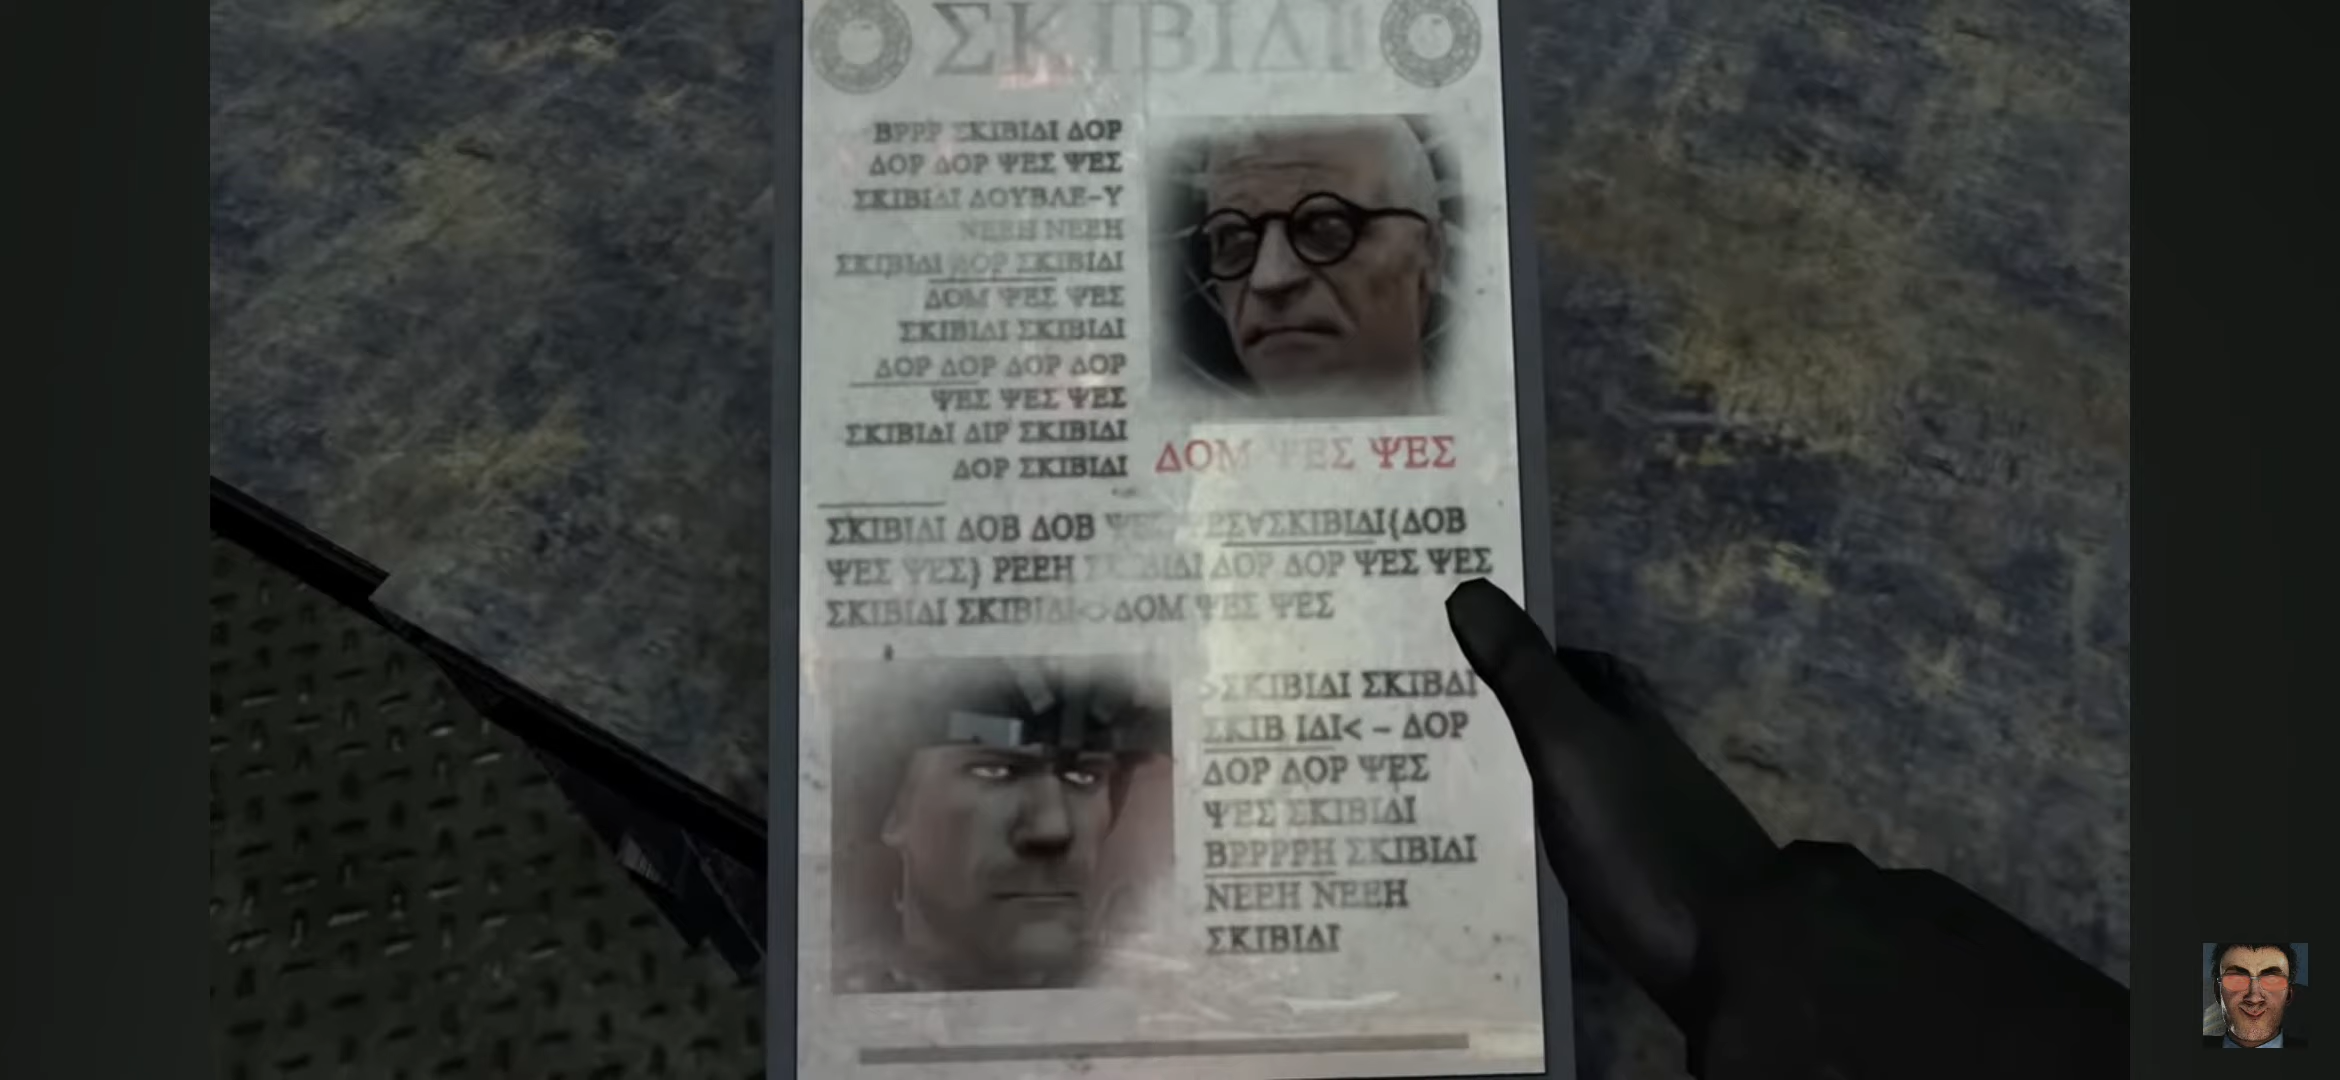 ΣΚΙΒΙΔΙ
ΒΡΡΡ ΣΚΙΒΙΔΙ ΔΟΡ
ΔΟΡ ΔΟΡ ΨΕΣ ΨΕΣ
ΣΚΙΒΙΔΙ ΔΟΥΒΛΕ-Υ
ΝΕΕΗ ΝΕΕΗ
ΣΚΙΒΙΔΙ ΔΟΡ ΣΚΙΒΙΔΙ
ΔΟΜ ΨΕΣ ΨΕΣ
ΣΚΙΒΙΔΙ ΣΚΙΒΙΔΙ
ΔΟΡ ΔΟΡ ΔΟΡ ΔΟΡ
ΨΕΣ ΨΕΣ ΨΕΣ
ΣΚΙΒΙΔΙ ΔΙΡ ΣΚΙΒΙΔΙ
ΔΟΡ ΣΚΙΒΙΔΙ
ΔΟΜ ΨΕΣ ΨΕΣ
ΣΚΙΒΙΔΙ ΔΟΒ ΔΟΒ ΨΕΣ {ΔΟΒ
ΨΕΣ ΨΕΣ} ΡΕΕΗ ΣΚΙΒΙΔΙ ΔΟΡ ΔΟΡ ΨΕΣ ΨΕΣ
ΣΚΙΒΙΔΙ ΣΚΙΒΙΔΙ<>ΔΟΜ ΨΕΣ ΨΕΣ
>ΣΚΙΒΙΔΙ ΣΚΙΒΔΙ
ΣΚΙΒ ΙΔΙ< - ΔΟΡ
ΔΟΡ ΔΟΡ ΨΕΣ
ΨΕΣ ΣΚΙΒΙΔΙ
ΒΡΡΡΡΗ ΣΚΙΒΙΔΙ
ΝΕΕΗ ΝΕΕΗ
ΣΚΙΒΙΔΙ